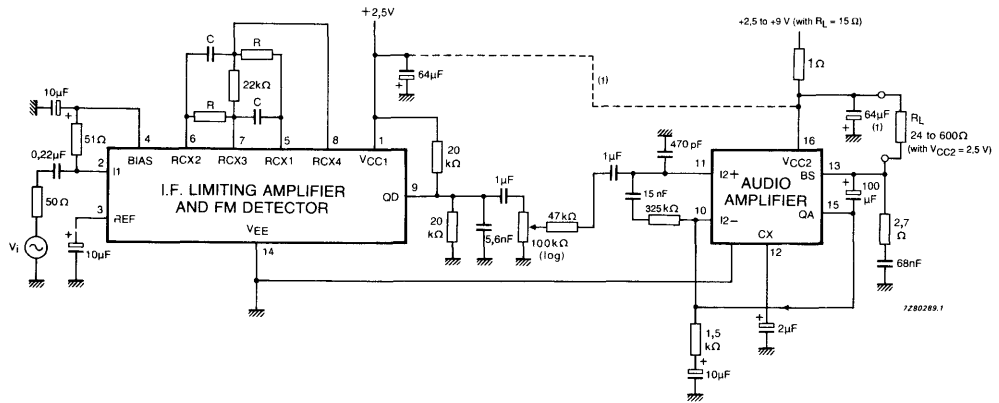 +2,5V
+2,5 to +9 V (with RL = 15 Ω)
1Ω
C
R
22kΩ
R
C
64μF
+
(1)
10μF
+
51Ω
4
6
7
5
8
1
BIAS
RCX2
RCX3
RCX1
RCX4
VCC1
0,22μF
2
I1
50Ω
Vi
3
REF
+
10μF
I.F. LIMITING AMPLIFIER
AND FM DETECTOR
VEE
14
QD
9
20
kΩ
20
kΩ
5,6nF
1μF
100kΩ
(log)
47kΩ
1μF
470 pF
15 nF
325kΩ
11
I2+
10
I2−
16
VCC2
BS
13
AUDIO
AMPLIFIER
QA
15
CX
12
+
64μF
(1)
RL
24 to 600Ω
(with VCC2 = 2,5 V)
+
100
μF
2,7
Ω
68nF
1,5
kΩ
+
10μF
+
2μF
7Z80289.1